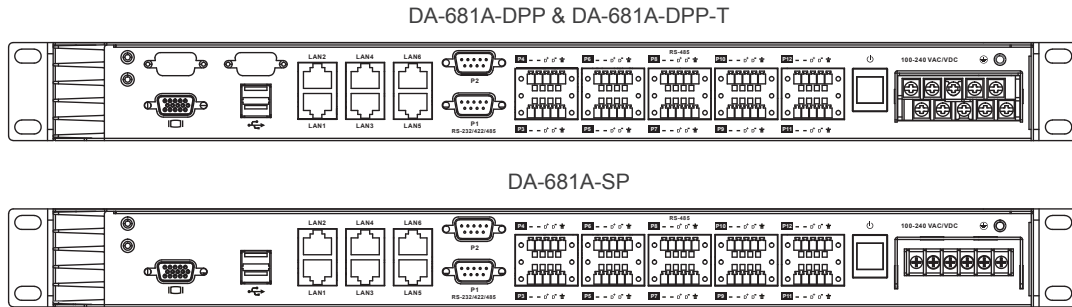 DA-681A-DPP & DA-681A-DPP-T
RS-485
LAN2 LAN4 LAN6 P4 P6 P8 P10 P12 100-240 VAC/VDC
P2
LAN1 LAN3 LAN5 P1 P3 P5 P7 P9 P11
RS-232/422/485
DA-681A-SP
RS-485
LAN2 LAN4 LAN6 P4 P6 P8 P10 P12 100-240 VAC/VDC
P2
LAN1 LAN3 LAN5 P1 P3 P5 P7 P9 P11
RS-232/422/485